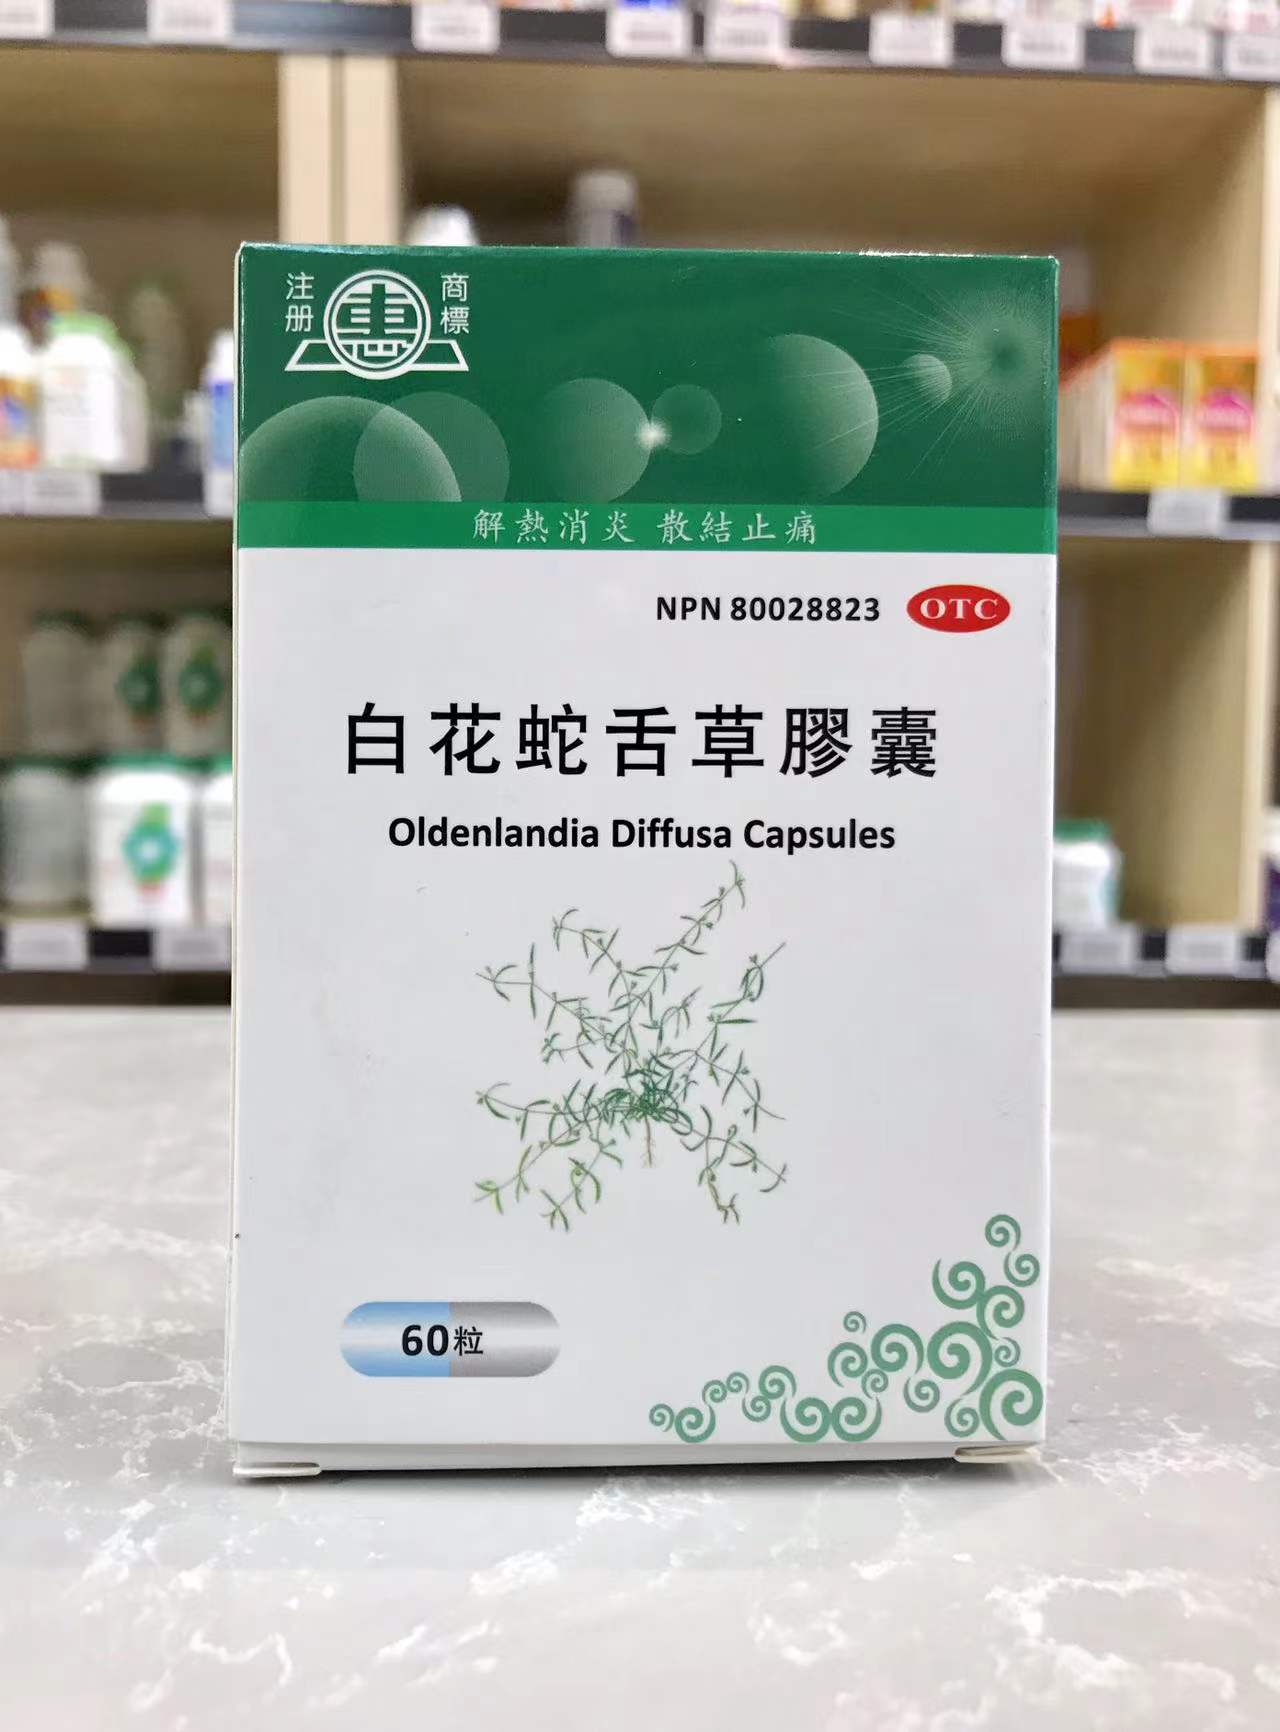 注册 惠 商標
解熱消炎 散結止痛
NPN 80028823 OTC
白花蛇舌草膠囊
Oldenlandia Diffusa Capsules
60粒